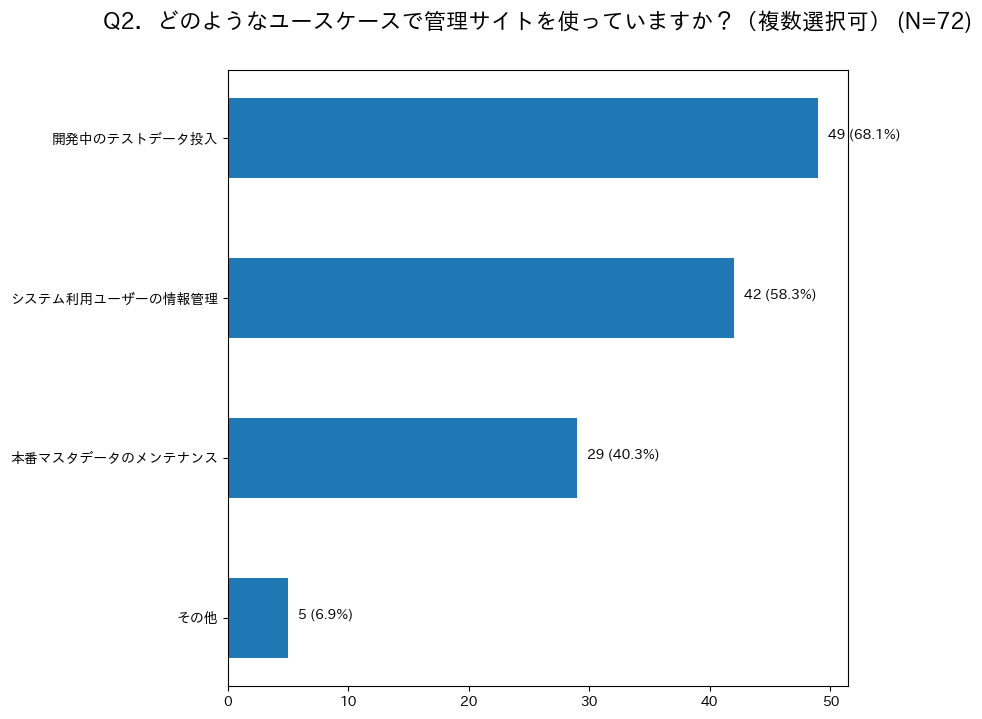 Q2. どのようなユースケースで管理サイトを使っていますか？（複数選択可） (N=72)
開発中のテストデータ投入
49 (68.1%)
システム利用ユーザーの情報管理
42 (58.3%)
本番マスタデータのメンテナンス
29 (40.3%)
その他
5 (6.9%)
0 10 20 30 40 50